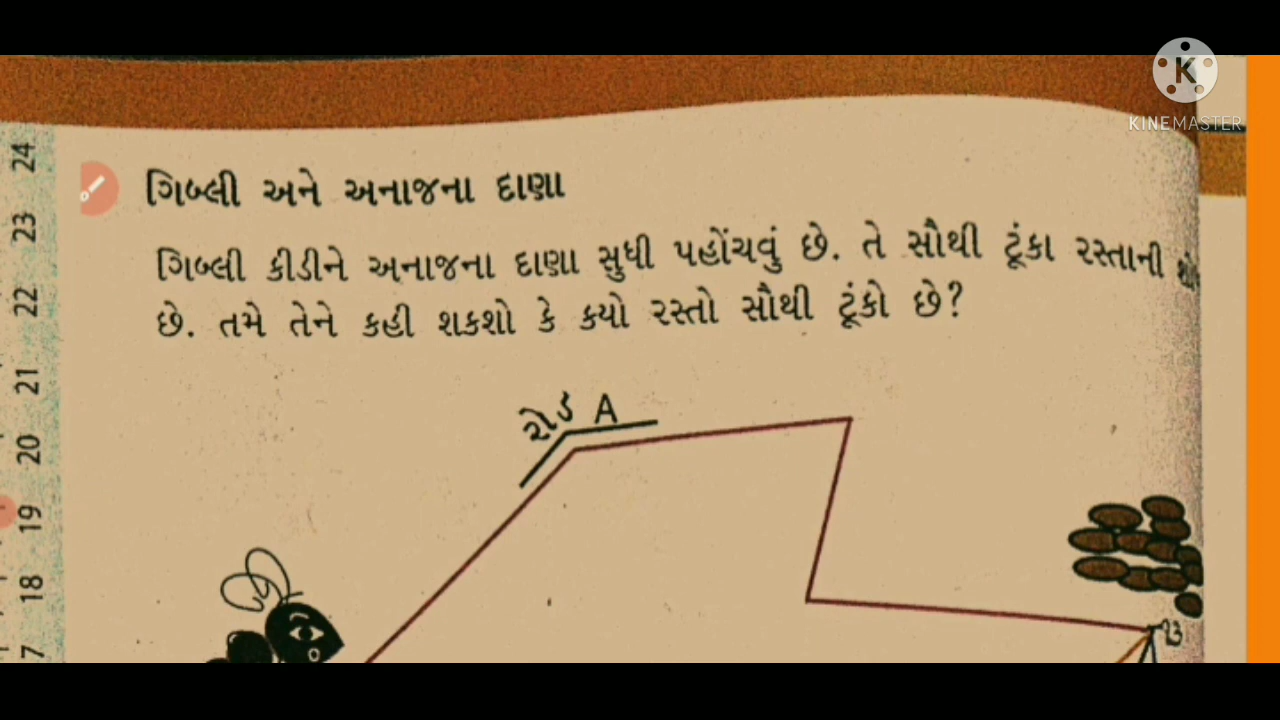 K
KINEMASTER
ગિબ્લી અને અનાજના દાણા
ગિબ્લી કીડીને અનાજના દાણા સુધી પહોંચવું છે. તે સૌથી ટૂંકા રસ્તાની
છે. તમે તેને કહી શકશો કે કયો રસ્તો સૌથી ટૂંકો છે?
રોડ A
24
23
22
21
20
19
18